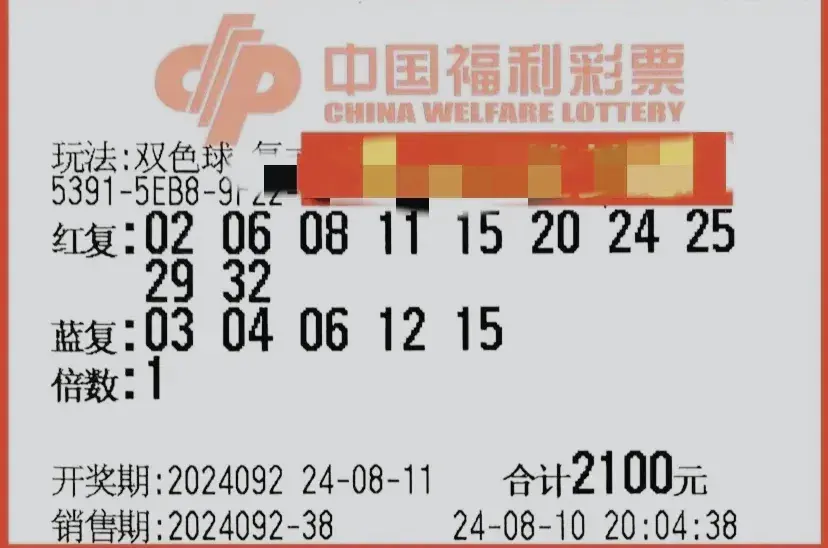 中国福利彩票
CHINA WELFARE LOTTERY
玩法:双色球
5391-5EB8-9F22-
红复:02 06 08 11 15 20 24 25
29 32
蓝复:03 04 06 12 15
倍数:1
开奖期:2024092 24-08-11 合计2100元
销售期:2024092-38 24-08-10 20:04:38